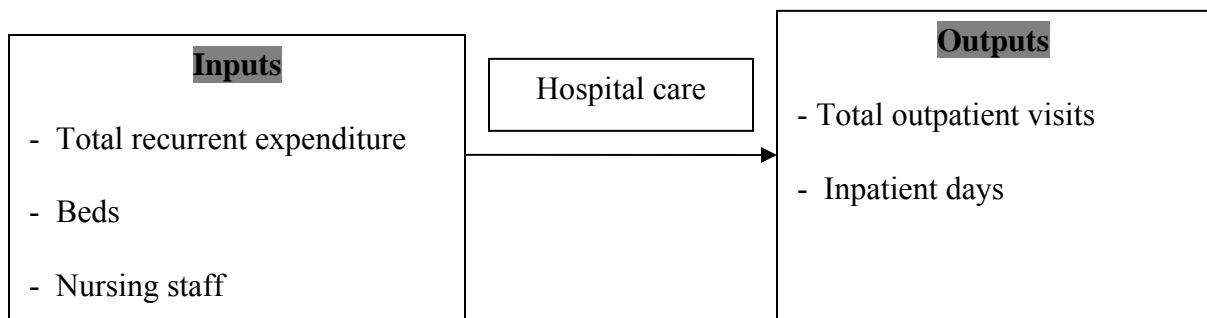 Inputs
- Total recurrent expenditure
- Beds
- Nursing staff
Hospital care
Outputs
- Total outpatient visits
- Inpatient days